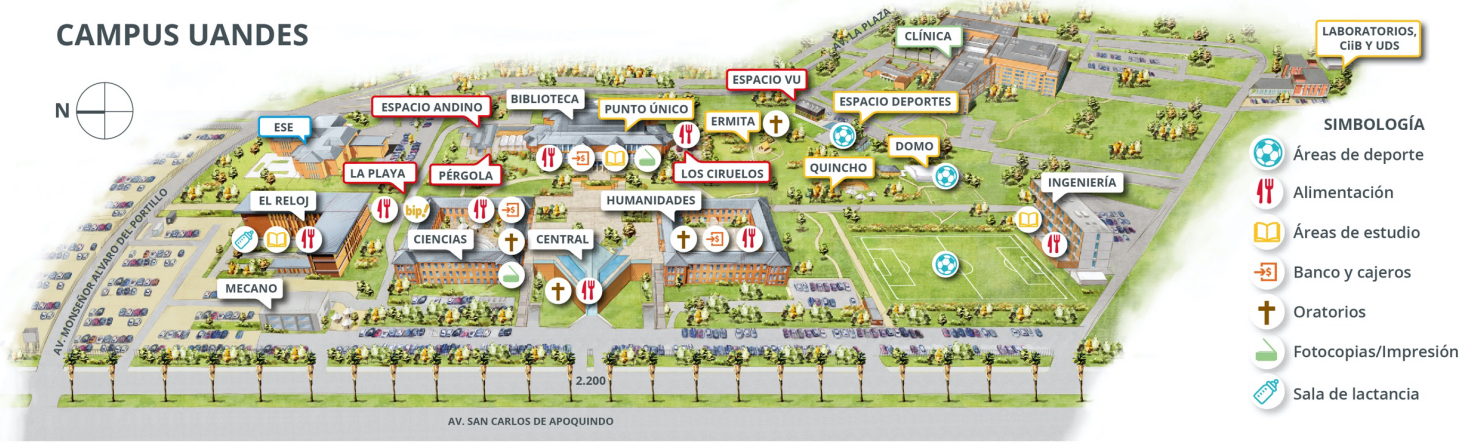 CAMPUS UANDES
N
AV. LA PLAZA
CLÍNICA
LABORATORIOS,
CiiB Y UDS
ESPACIO VU
ESPACIO ANDINO
BIBLIOTECA
PUNTO ÚNICO
ESPACIO DEPORTES
ERMITA
ESE
DOMO
LA PLAYA
PÉRGOLA
LOS CIRUELOS
QUINCHO
INGENIERÍA
EL RELOJ
bip!
HUMANIDADES
CIENCIAS
CENTRAL
MECANO
AV. MONSEÑOR ALVARO DEL PORTILLO
2.200
AV. SAN CARLOS DE APOQUINDO
SIMBOLOGÍA
Áreas de deporte
Alimentación
Áreas de estudio
$ Banco y cajeros
Oratorios
Fotocopias/Impresión
Sala de lactancia